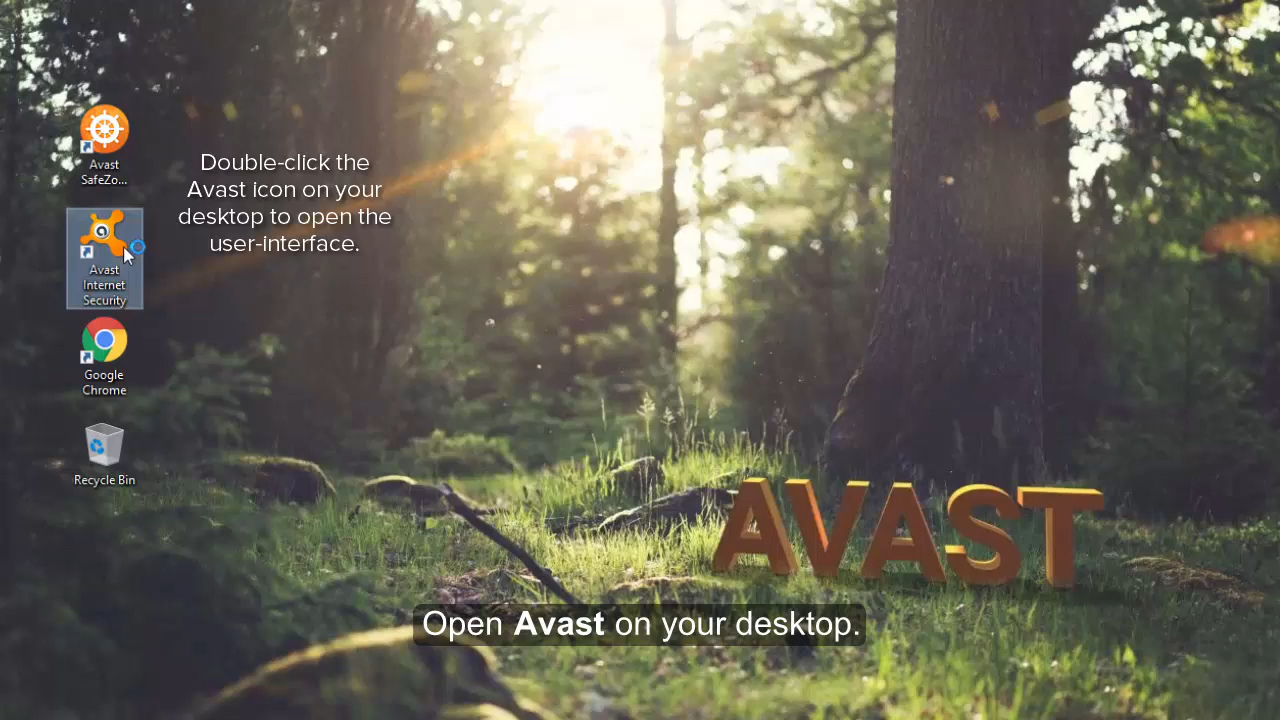 Avast
SafeZo...
Double-click the
Avast icon on your
desktop to open the
user-interface.
Avast
Internet
Security
Google
Chrome
Recycle Bin
AVAST
Open Avast on your desktop.